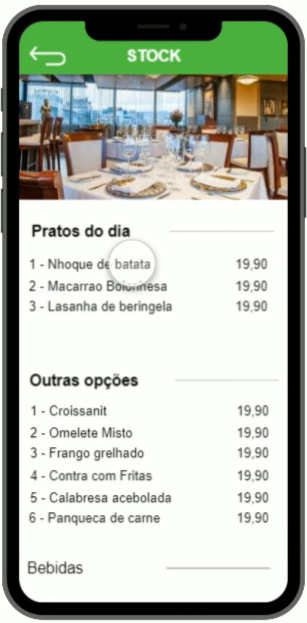 STOCK
Pratos do dia
1 - Nhoque de batata 19,90
2 - Macarrao Bolonhesa 19,90
3 - Lasanha de beringela 19,90
Outras opções
1 - Croissanit 19,90
2 - Omelete Misto 19,90
3 - Frango grelhado 19,90
4 - Contra com Fritas 19,90
5 - Calabresa acebolada 19,90
6 - Panqueca de carne 19,90
Bebidas